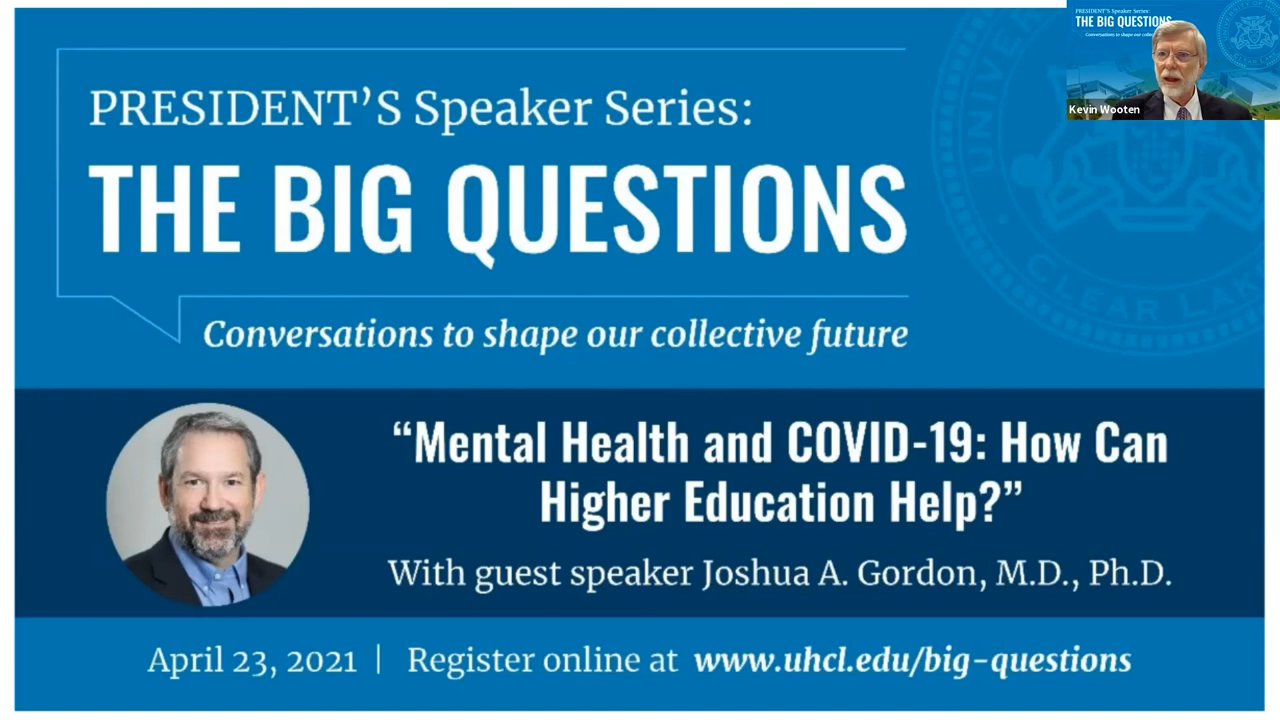 PRESIDENT'S Speaker Series:
THE BIG QUESTIONS
Conversations to shape our collective future
“Mental Health and COVID-19: How Can
Higher Education Help?”
With guest speaker Joshua A. Gordon, M.D., Ph.D.
April 23, 2021 | Register online at www.uhcl.edu/big-questions
PRESIDENT'S Speaker Series:
THE BIG QUESTIONS
Kevin Wooten
CLEAR LAKE